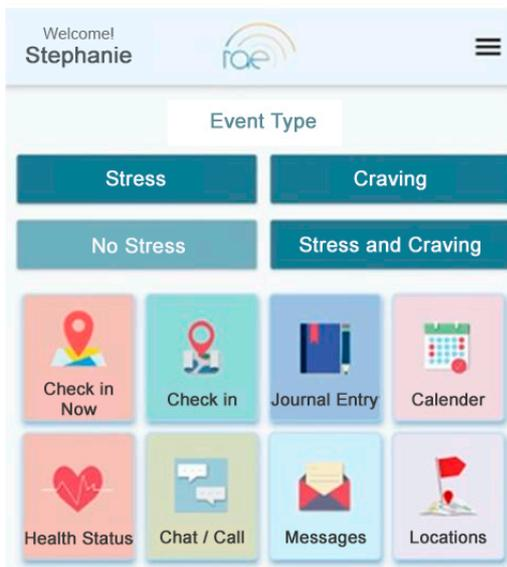 Welcome!
Stephanie
rae
Event Type
Stress
Craving
No Stress
Stress and Craving
Check in
Now
Check in
Journal Entry
Calender
Health Status
Chat / Call
Messages
Locations